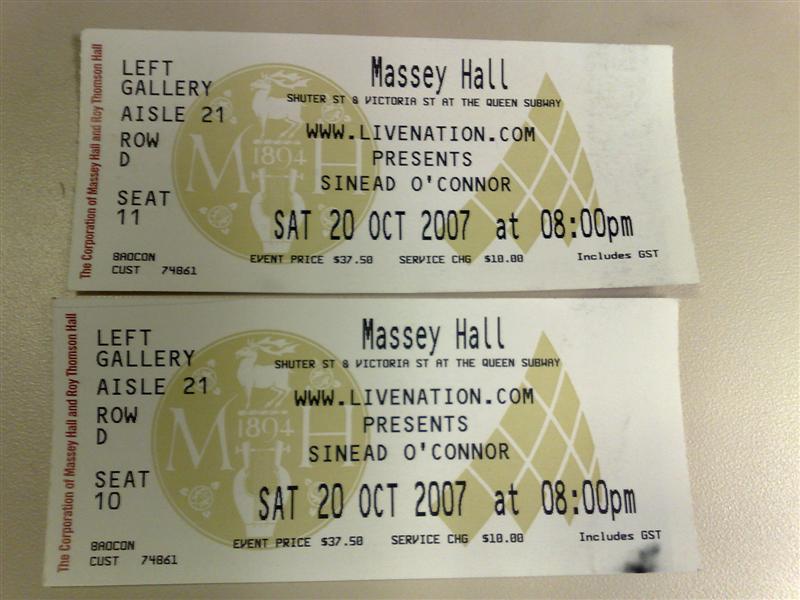 The Corporation of Massey Hall and Roy Thomson Hall
LEFT
GALLERY
AISLE 21
ROW
D
SEAT
11
8AOCON
CUST 74861
M 1894 H
Massey Hall
SHUTER ST & VICTORIA ST AT THE QUEEN SUBWAY
WWW.LIVENATION.COM
PRESENTS
SINEAD O'CONNOR
SAT 20 OCT 2007 at 08:00pm
EVENT PRICE $37.50 SERVICE CHG $10.00 Includes GST
The Corporation of Massey Hall and Roy Thomson Hall
LEFT
GALLERY
AISLE 21
ROW
D
SEAT
10
8AOCON
CUST 74861
M 1894 H
Massey Hall
SHUTER ST & VICTORIA ST AT THE QUEEN SUBWAY
WWW.LIVENATION.COM
PRESENTS
SINEAD O'CONNOR
SAT 20 OCT 2007 at 08:00pm
EVENT PRICE $37.50 SERVICE CHG $10.00 Includes GST